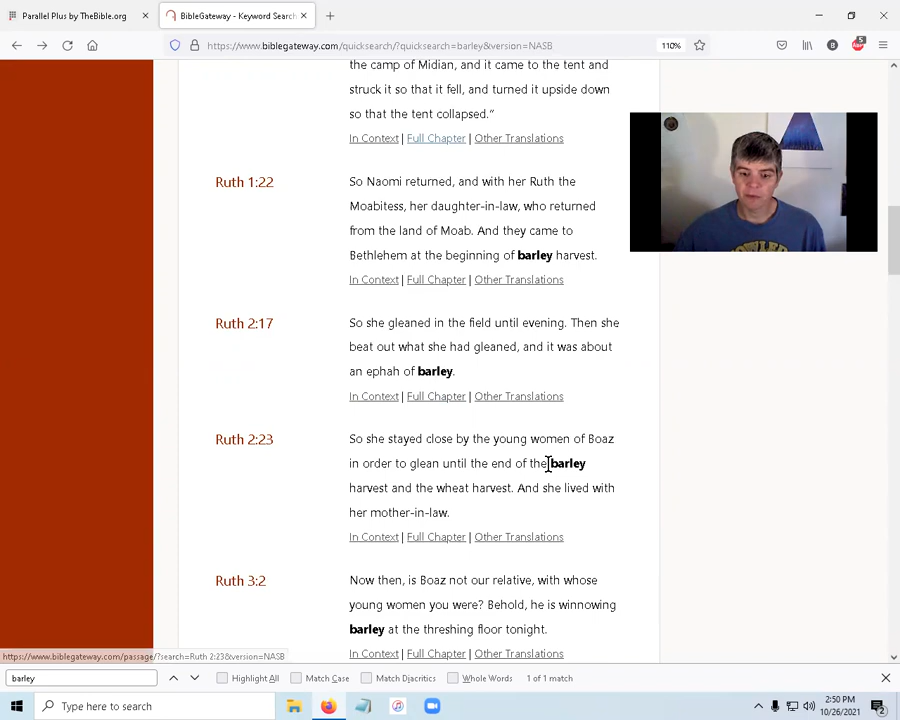 Parallel Plus by TheBible.org
BibleGateway - Keyword Search
https://www.biblegateway.com/quicksearch/?quicksearch=barley&version=NASB
110%
B
5
the camp of Midian, and it came to the tent and
struck it so that it fell, and turned it upside down
so that the tent collapsed.”
In Context | Full Chapter | Other Translations
Ruth 1:22
So Naomi returned, and with her Ruth the
Moabitess, her daughter-in-law, who returned
from the land of Moab. And they came to
Bethlehem at the beginning of barley harvest.
In Context | Full Chapter | Other Translations
Ruth 2:17
So she gleaned in the field until evening. Then she
beat out what she had gleaned, and it was about
an ephah of barley.
In Context | Full Chapter | Other Translations
Ruth 2:23
So she stayed close by the young women of Boaz
in order to glean until the end of the barley
harvest and the wheat harvest. And she lived with
her mother-in-law.
In Context | Full Chapter | Other Translations
Ruth 3:2
Now then, is Boaz not our relative, with whose
young women you were? Behold, he is winnowing
barley at the threshing floor tonight.
In Context | Full Chapter | Other Translations
https://www.biblegateway.com/passage/?search=Ruth 2:23&version=NASB
barley
Highlight All
Match Case
Match Diacritics
Whole Words
1 of 1 match
Type here to search
2:50 PM
10/26/2021
2